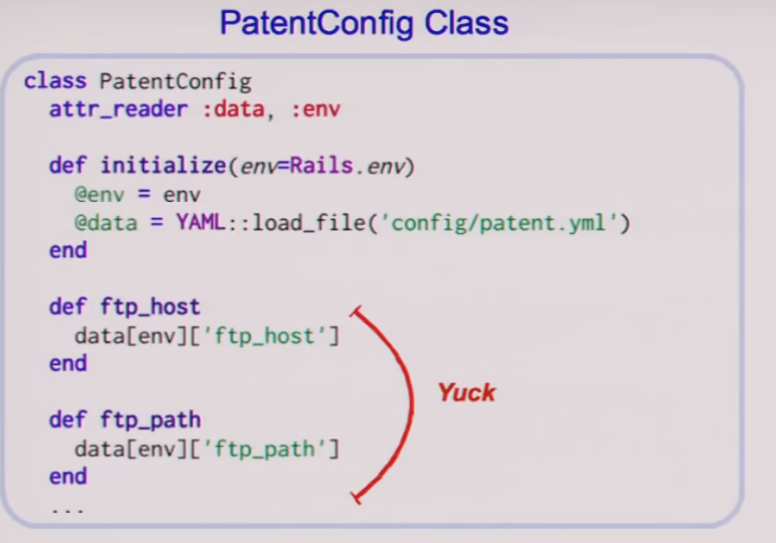 PatentConfig Class
class PatentConfig
  attr_reader :data, :env

  def initialize(env=Rails.env)
    @env = env
    @data = YAML::load_file('config/patent.yml')
  end

  def ftp_host
    data[env]['ftp_host']
  end
Yuck
  def ftp_path
    data[env]['ftp_path']
  end
  ...